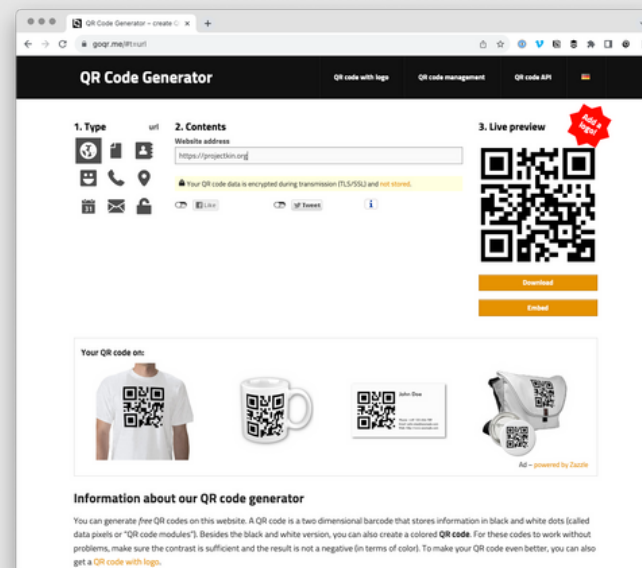 QR Code Generator – create
goqr.me/#t=url
QR Code Generator
QR code with logo
QR code management
QR code API
1. Type
url
2. Contents
Website address
https://projectkin.org
Your QR code data is encrypted during transmission (TLS/SSL) and not stored.
Like
Tweet
i
31
3. Live preview
Add a
logo!
Download
Embed
Your QR code on:
John Doe
Ad – powered by Zazzle
Information about our QR code generator
You can generate free QR codes on this website. A QR code is a two dimensional barcode that stores information in black and white dots (called
data pixels or "QR code modules"). Besides the black and white version, you can also create a colored QR code. For these codes to work without
problems, make sure the contrast is sufficient and the result is not a negative (in terms of color). To make your QR code even better, you can also
get a QR code with logo.